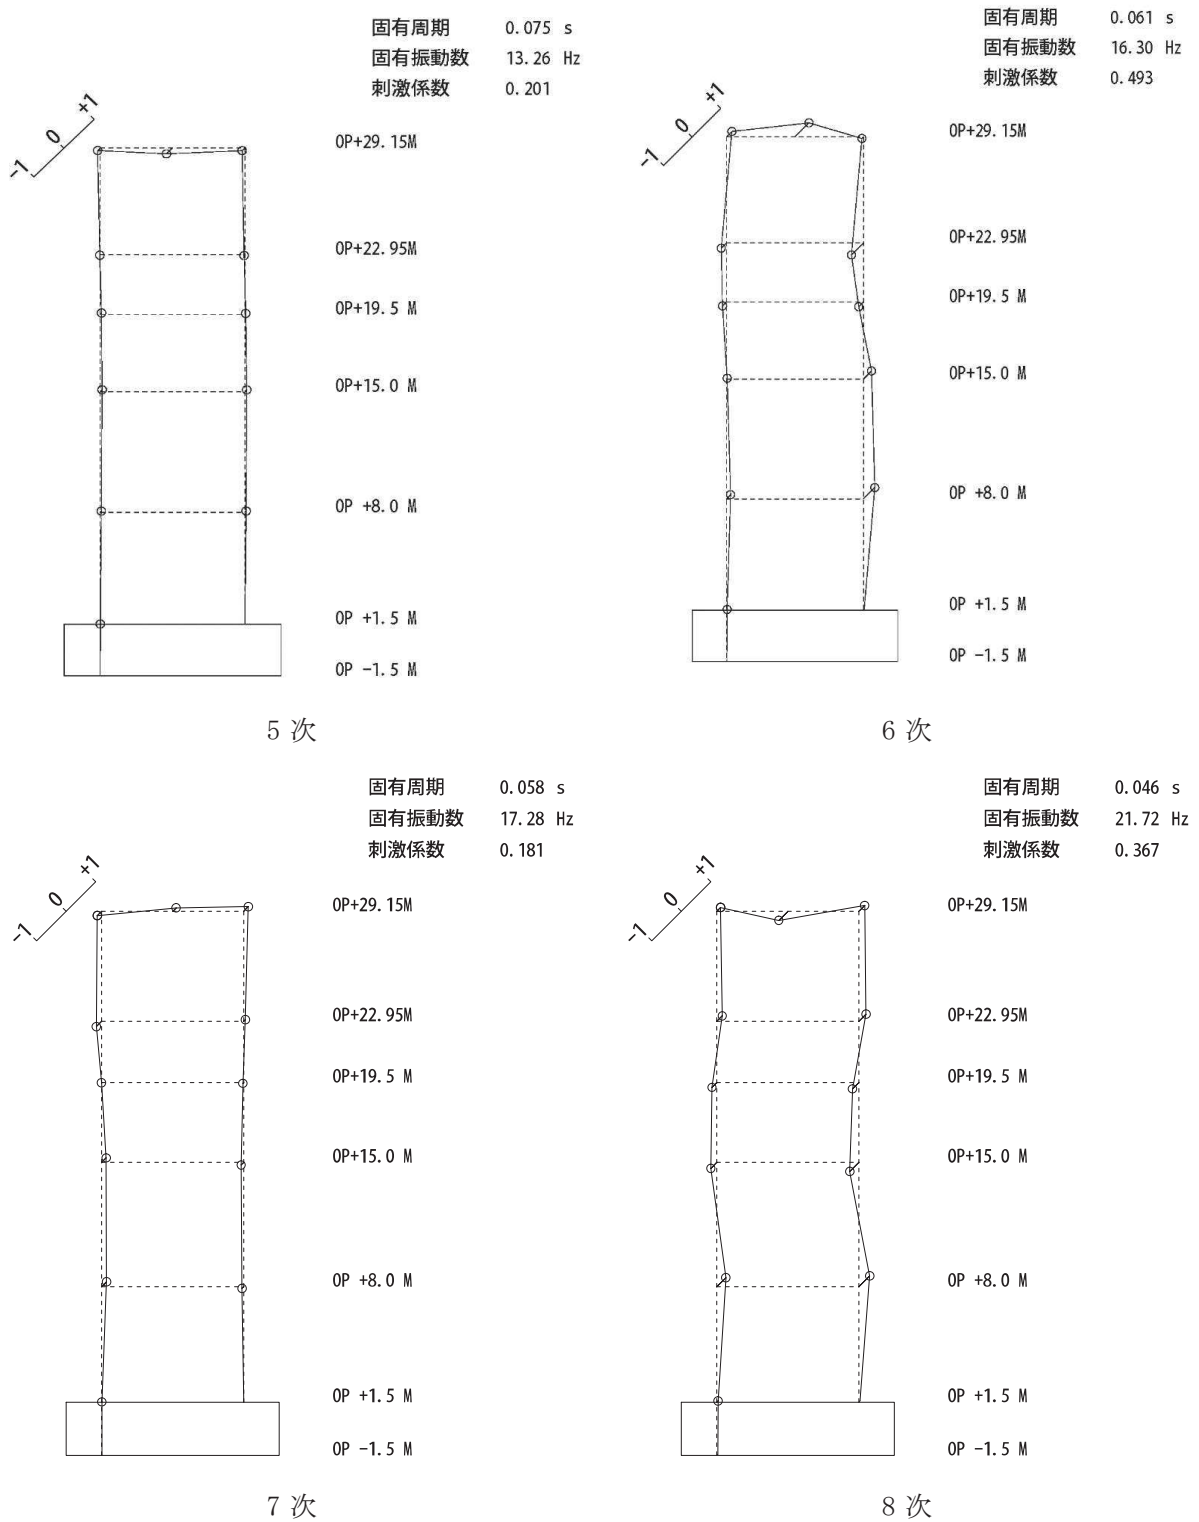 固有周期 0.075 s
固有振動数 13.26 Hz
刺激係数 0.201
-1 0 +1
OP+29.15M
OP+22.95M
OP+19.5 M
OP+15.0 M
OP +8.0 M
OP +1.5 M
OP -1.5 M
5次
固有周期 0.061 s
固有振動数 16.30 Hz
刺激係数 0.493
-1 0 +1
OP+29.15M
OP+22.95M
OP+19.5 M
OP+15.0 M
OP +8.0 M
OP +1.5 M
OP -1.5 M
6次
固有周期 0.058 s
固有振動数 17.28 Hz
刺激係数 0.181
-1 0 +1
OP+29.15M
OP+22.95M
OP+19.5 M
OP+15.0 M
OP +8.0 M
OP +1.5 M
OP -1.5 M
7次
固有周期 0.046 s
固有振動数 21.72 Hz
刺激係数 0.367
-1 0 +1
OP+29.15M
OP+22.95M
OP+19.5 M
OP+15.0 M
OP +8.0 M
OP +1.5 M
OP -1.5 M
8次